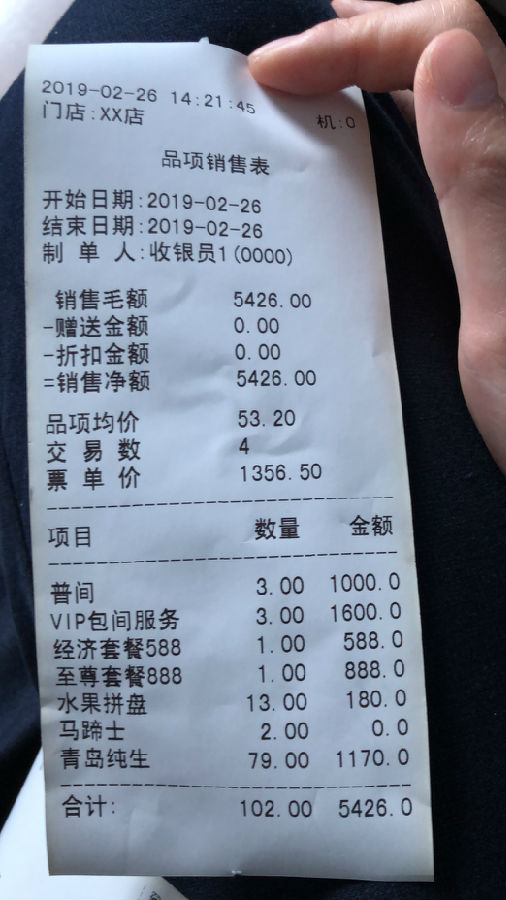 2019-02-26 14:21:45
门店:XX店 机:0
品项销售表
开始日期:2019-02-26
结束日期:2019-02-26
制 单 人:收银员1(0000)
销售毛额 5426.00
-赠送金额 0.00
-折扣金额 0.00
=销售净额 5426.00
品项均价 53.20
交 易 数 4
票 单 价 1356.50
项目 数量 金额
普间 3.00 1000.0
VIP包间服务 3.00 1600.0
经济套餐588 1.00 588.0
至尊套餐888 1.00 888.0
水果拼盘 13.00 180.0
马蹄士 2.00 0.0
青岛纯生 79.00 1170.0
合计: 102.00 5426.0